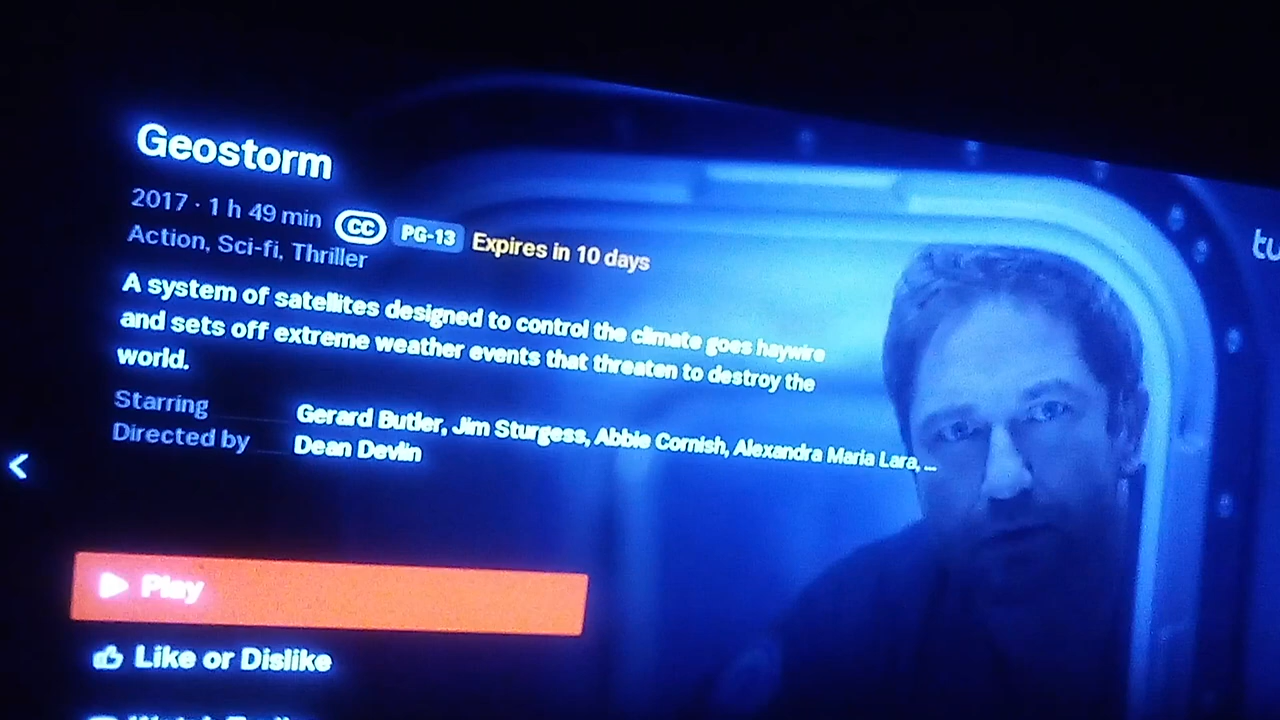 Geostorm
2017 · 1 h 49 min CC PG-13 Expires in 10 days
Action, Sci-fi, Thriller
A system of satellites designed to control the climate goes haywire
and sets off extreme weather events that threaten to destroy the
world.
Starring Gerard Butler, Jim Sturgess, Abbie Cornish, Alexandra Maria Lara, ...
Directed by Dean Devlin
Play
Like or Dislike